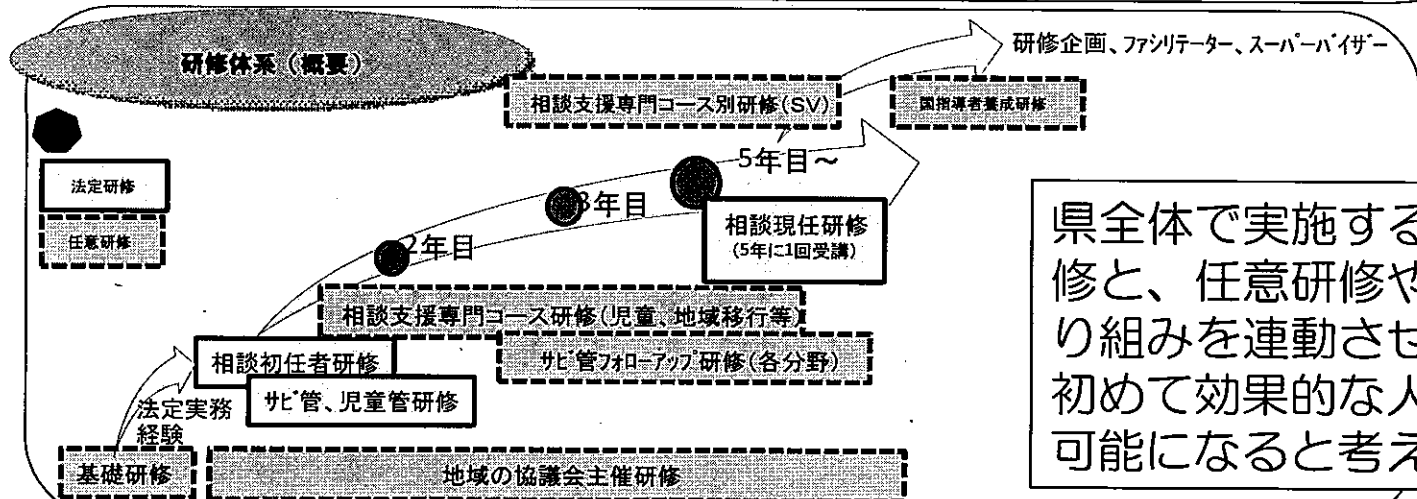 研修体系（概要）
研修企画、ファシリテーター、スーパーバイザー
相談支援専門コース別研修(SV)
国指導者養成研修
法定研修
任意研修
5年目～
3年目
2年目
相談現任研修
(5年に1回受講)
相談支援専門コース研修(児童、地域移行等)
サビ管フォローアップ研修(各分野)
相談初任者研修
サビ管、児童管研修
法定実務
経験
基礎研修
地域の協議会主催研修
県全体で実施する
修と、任意研修や
り組みを連動させ
初めて効果的な人
可能になると考え